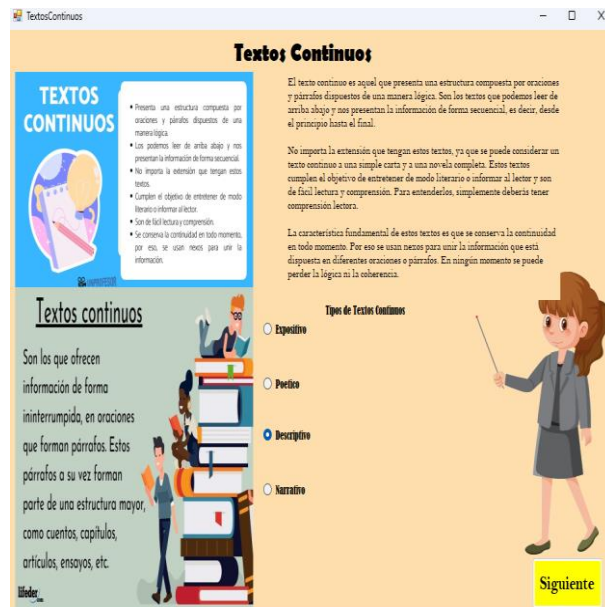 TextosContinuos
Textos Continuos
TEXTOS
CONTINUOS
• Presenta una estructura compuesta por
oraciones y párrafos dispuestos de una
manera lógica.
• Los podemos leer de arriba abajo y nos
presentan la información de forma secuencial.
• No importa la extensión que tengan estos
textos.
• Cumplen el objetivo de entretener de modo
literario o informar al lector.
• Son de fácil lectura y comprensión.
• Se conserva la continuidad en todo momento,
por eso, se usan nexos para unir la
información.
UNPROFESOR
El texto continuo es aquel que presenta una estructura compuesta por oraciones
y párrafos dispuestos de una manera lógica. Son los textos que podemos leer de
arriba abajo y nos presentan la información de forma secuencial, es decir, desde
el principio hasta el final.
No importa la extensión que tengan estos textos, ya que se puede considerar un
texto continuo a una simple carta y a una novela completa. Estos textos
cumplen el objetivo de entretener de modo literario o informar al lector y son
de fácil lectura y comprensión. Para entenderlos, simplemente deberás tener
comprensión lectora.
La característica fundamental de estos textos es que se conserva la continuidad
en todo momento. Por eso se usan nexos para unir la información que está
dispuesta en diferentes oraciones o párrafos. En ningún momento se puede
perder la lógica ni la coherencia.
Textos continuos
Son los que ofrecen
información de forma
ininterrumpida, en oraciones
que forman párrafos. Estos
párrafos a su vez forman
parte de una estructura mayor,
como cuentos, capítulos,
artículos, ensayos, etc.
lifeder
.com
Tipos de Textos Continuos
Expositivo
Poetico
Descriptivo
Narrativo
Siguiente